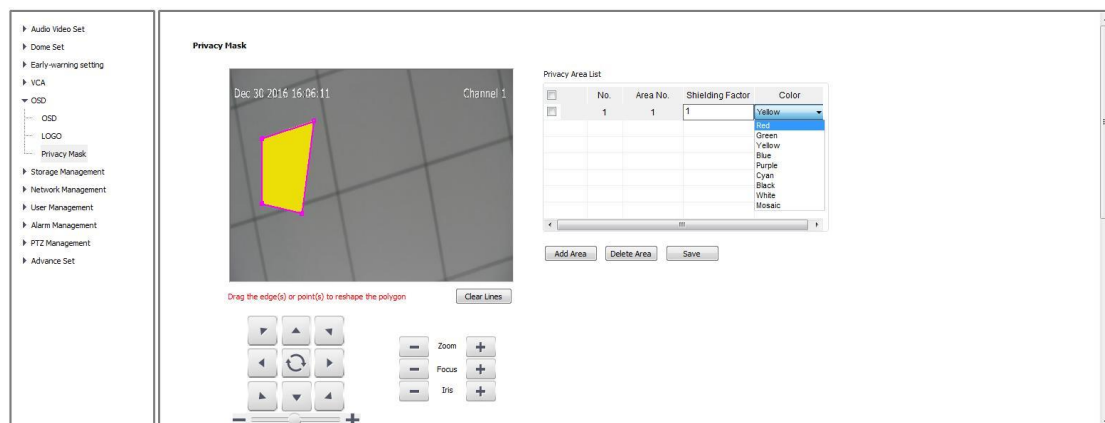 Audio Video Set
Dome Set
Early-warning setting
VCA
OSD
OSD
LOGO
Privacy Mask
Storage Management
Network Management
User Management
Alarm Management
PTZ Management
Advance Set
Privacy Mask
Dec 30 2016 16:06:11 Channel 1
Drag the edge(s) or point(s) to reshape the polygon Clear Lines
Zoom
Focus
Iris
Privacy Area List
No. Area No. Shielding Factor Color
1 1 1 Yellow
Red
Green
Yellow
Blue
Purple
Cyan
Black
White
Mosaic
Add Area Delete Area Save